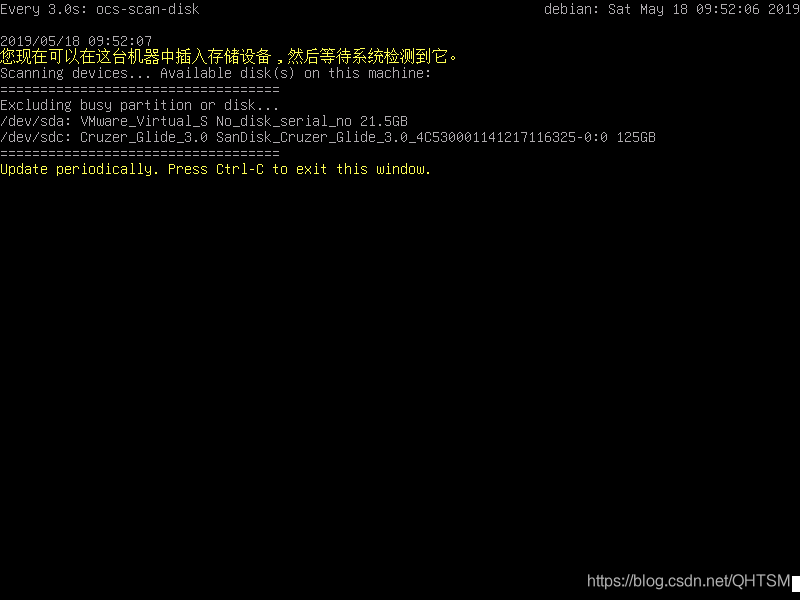 Every 3.0s: ocs-scan-disk debian: Sat May 18 09:52:06 2019
2019/05/18 09:52:07
您现在可以在这台机器中插入存储设备，然后等待系统检测到它。
Scanning devices... Available disk(s) on this machine:
===================================
Excluding busy partition or disk...
/dev/sda: VMware_Virtual_S No_disk_serial_no 21.5GB
/dev/sdc: Cruzer_Glide_3.0 SanDisk_Cruzer_Glide_3.0_4C530001141217116325-0:0 125GB
===================================
Update periodically. Press Ctrl-C to exit this window.
https://blog.csdn.net/QHTSM